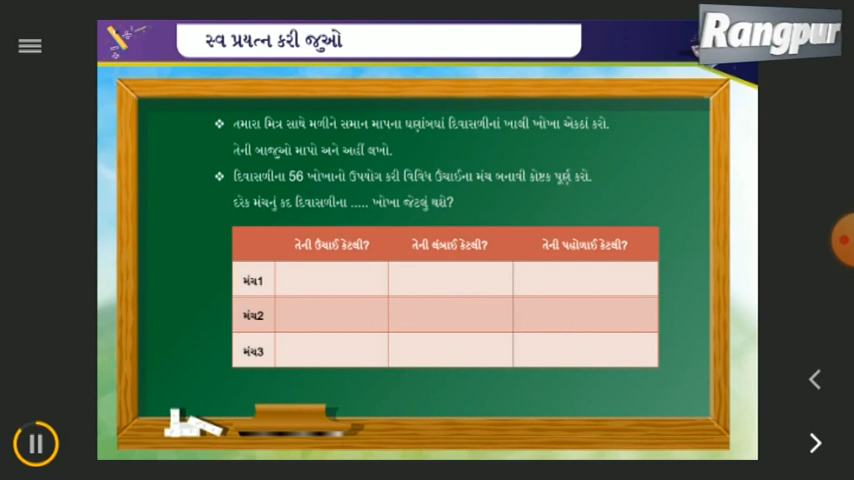 Rangpur
સ્વ પ્રયત્ન કરી જુઓ
❖ તમારા મિત્ર સાથે મળીને સમાન માપના ઘણાંબધાં દિવાસળીનાં ખાલી ખોખા એકઠાં કરો.
તેની બાજુઓ માપો અને અહીં લખો.
❖ દિવાસળીના 56 ખોખાનો ઉપયોગ કરી વિવિધ ઉંચાઈના મંચ બનાવી કોષ્ટક પૂર્ણ કરો.
દરેક મંચનું કદ દિવાસળીના ..... ખોખા જેટલું થશે?
તેની ઉંચાઈ કેટલી? તેની લંબાઈ કેટલી? તેની પહોળાઈ કેટલી?
મંચ1
મંચ2
મંચ3